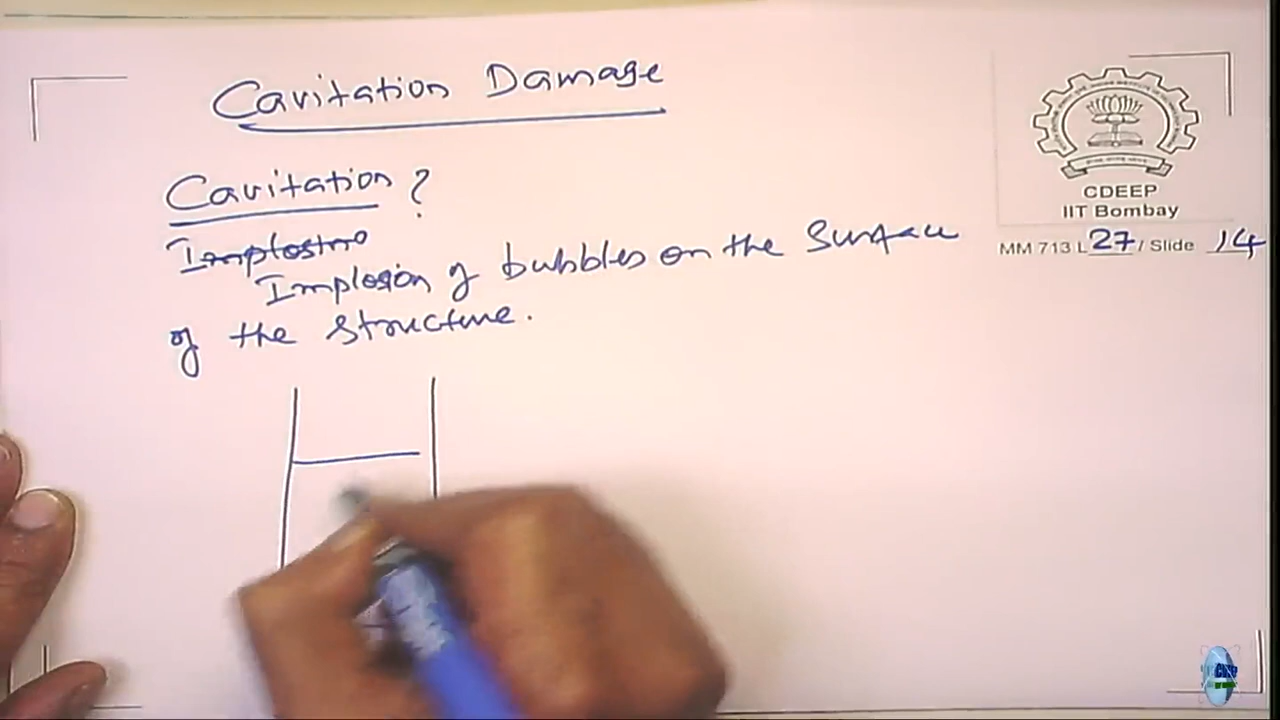 Cavitation Damage
Cavitation ?
Implosino
Implosion of bubbles on the surface
of the structure.
CDEEP
IIT Bombay
MM 713 L 27 / Slide 14